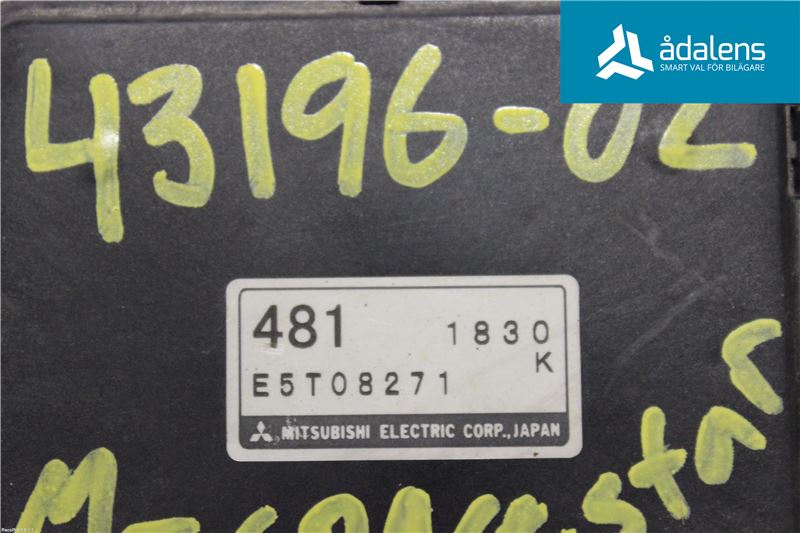 ådalens
SMART VAL FÖR BILÄGARE
43196-02
481
1830
K
E5T08271
MITSUBISHI ELECTRIC CORP., JAPAN